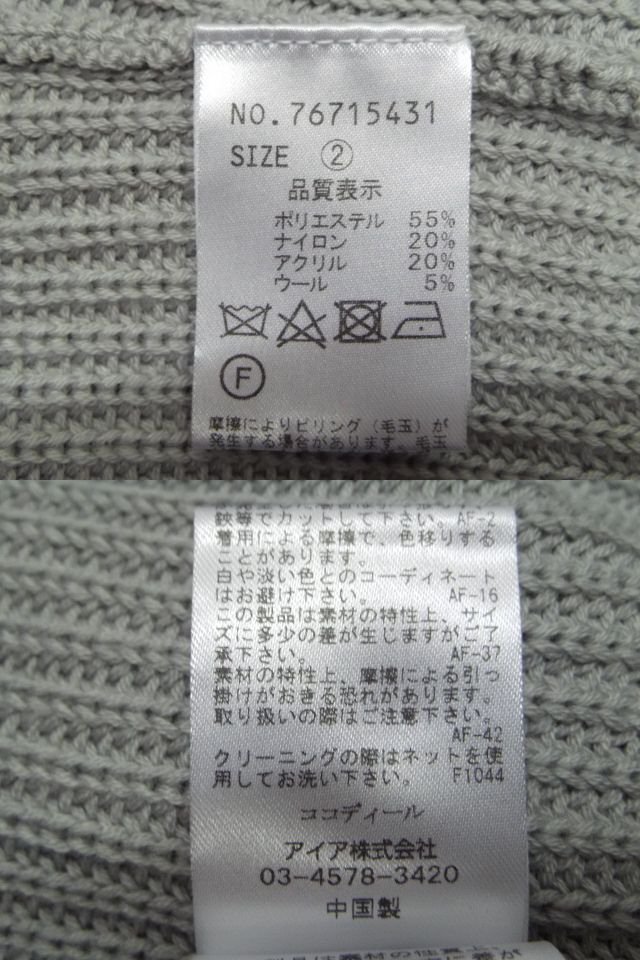 NO.76715431
SIZE ②
品質表示
ポリエステル 55%
ナイロン 20%
アクリル 20%
ウール 5%
F
摩擦によりピリング(毛玉)が
発生する場合があります。毛玉
鋏等でカットして下さい。AF-2
着用による摩擦で、色移りする
ことがあります。
白や淡い色とのコーディネート
はお避け下さい。 AF-16
この製品は素材の特性上、サイ
ズに多少の差が生じますがご了
承下さい。 AF-37
素材の特性上、摩擦による引っ
掛けがおきる恐れがあります。
取り扱いの際はご注意下さい。
AF-42
クリーニングの際はネットを使
用してお洗い下さい。 F1044
ココディール
アイア株式会社
03-4578-3420
中国製